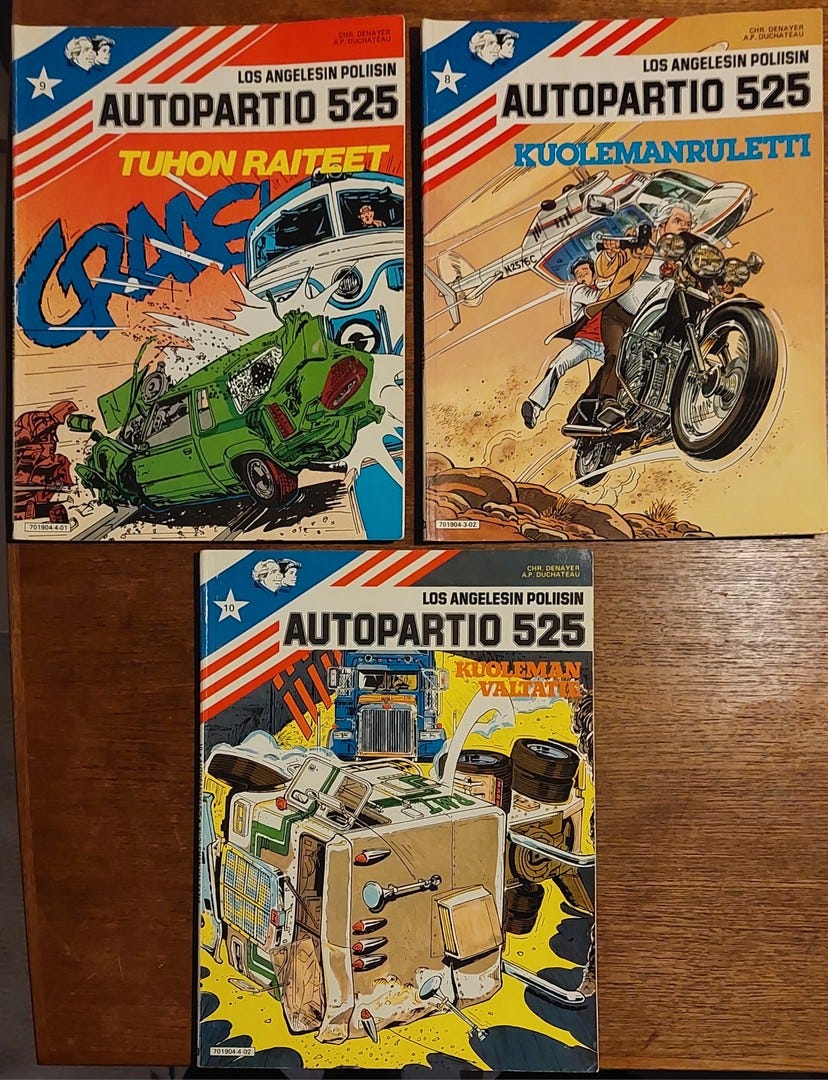 9
CHR. DENAYER
A.P. DUCHATEAU
LOS ANGELESIN POLIISIN
AUTOPARTIO 525
TUHON RAITEET
701904-4-01
8
CHR. DENAYER
A.P. DUCHATEAU
LOS ANGELESIN POLIISIN
AUTOPARTIO 525
KUOLEMANRULETTI
N2576C
701904-3-02
10
CHR. DENAYER
A.P. DUCHATEAU
LOS ANGELESIN POLIISIN
AUTOPARTIO 525
KUOLEMAN
VALTATIE
701904-4-02